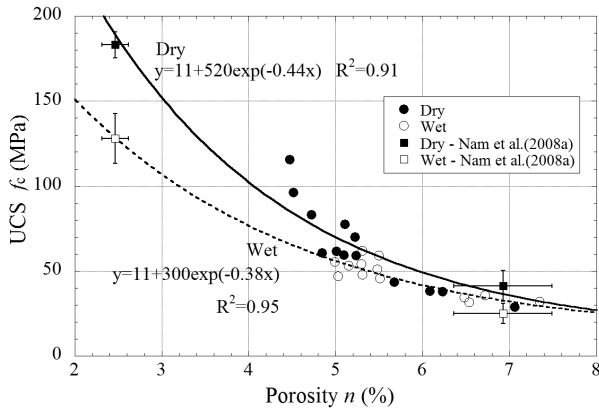 200
150
100
50
0
UCS fc (MPa)
Dry
y=11+520exp(-0.44x) R²=0.91
Dry
Wet
Dry - Nam et al.(2008a)
Wet - Nam et al.(2008a)
Wet
y=11+300exp(-0.38x)
R²=0.95
2 3 4 5 6 7 8
Porosity n (%)